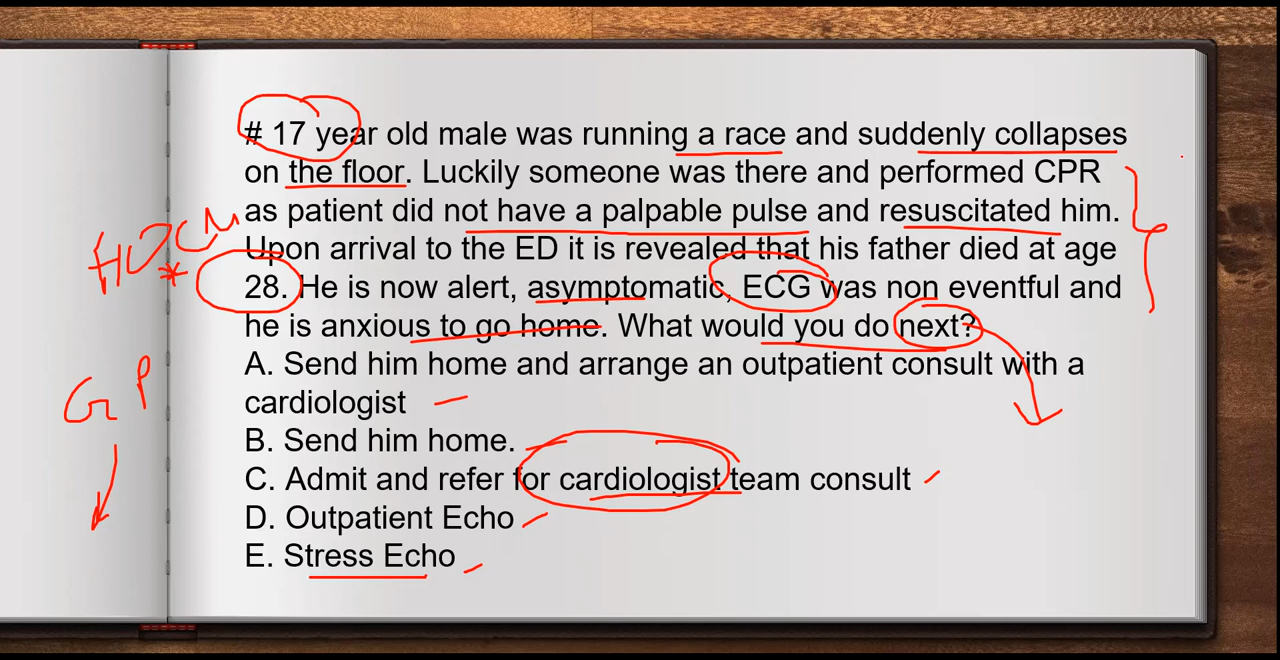 # 17 year old male was running a race and suddenly collapses
on the floor. Luckily someone was there and performed CPR
as patient did not have a palpable pulse and resuscitated him.
Upon arrival to the ED it is revealed that his father died at age
28. He is now alert, asymptomatic, ECG was non eventful and
he is anxious to go home. What would you do next?
A. Send him home and arrange an outpatient consult with a
cardiologist
B. Send him home.
C. Admit and refer for cardiologist team consult
D. Outpatient Echo
E. Stress Echo
HOCM
*
GP